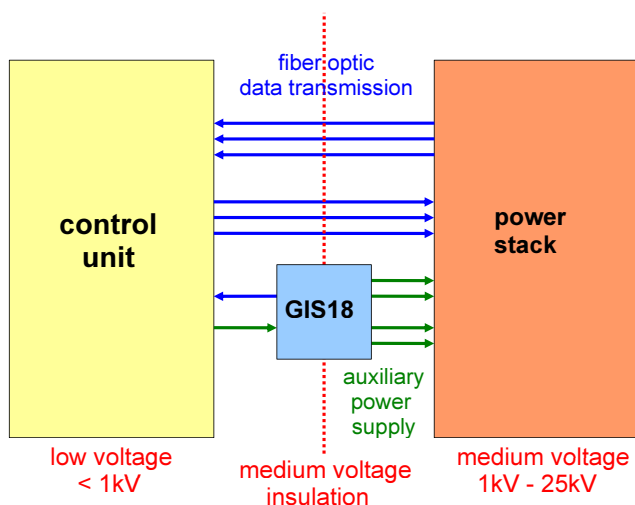 fiber optic
data transmission
control
unit
power
stack
GIS18
auxiliary
power
supply
low voltage
< 1kV
medium voltage
insulation
medium voltage
1kV - 25kV